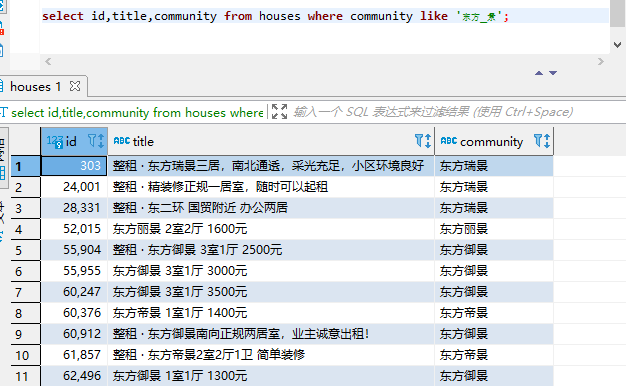 select id,title,community from houses where community like '东方_景';
houses 1
select id,title,community from houses where
输入一个 SQL 表达式来过滤结果 (使用 Ctrl+Space)
123 id ABC title ABC community
1 303 整租 · 东方瑞景三居，南北通透，采光充足，小区环境良好 东方瑞景
2 24,001 整租 · 精装修正规一居室，随时可以起租 东方瑞景
3 28,331 整租 · 东二环 国贸附近 办公两居 东方瑞景
4 52,015 东方丽景 2室2厅 1600元 东方丽景
5 55,904 整租 · 东方御景 3室1厅 2500元 东方御景
6 55,955 东方御景 3室1厅 3000元 东方御景
7 60,247 东方御景 3室1厅 3500元 东方御景
8 60,376 东方帝景 1室1厅 1400元 东方帝景
9 60,912 整租 · 东方御景南向正规两居室，业主诚意出租！ 东方御景
10 61,857 整租 · 东方帝景2室2厅1卫 简单装修 东方帝景
11 62,496 东方御景 1室1厅 1300元 东方御景